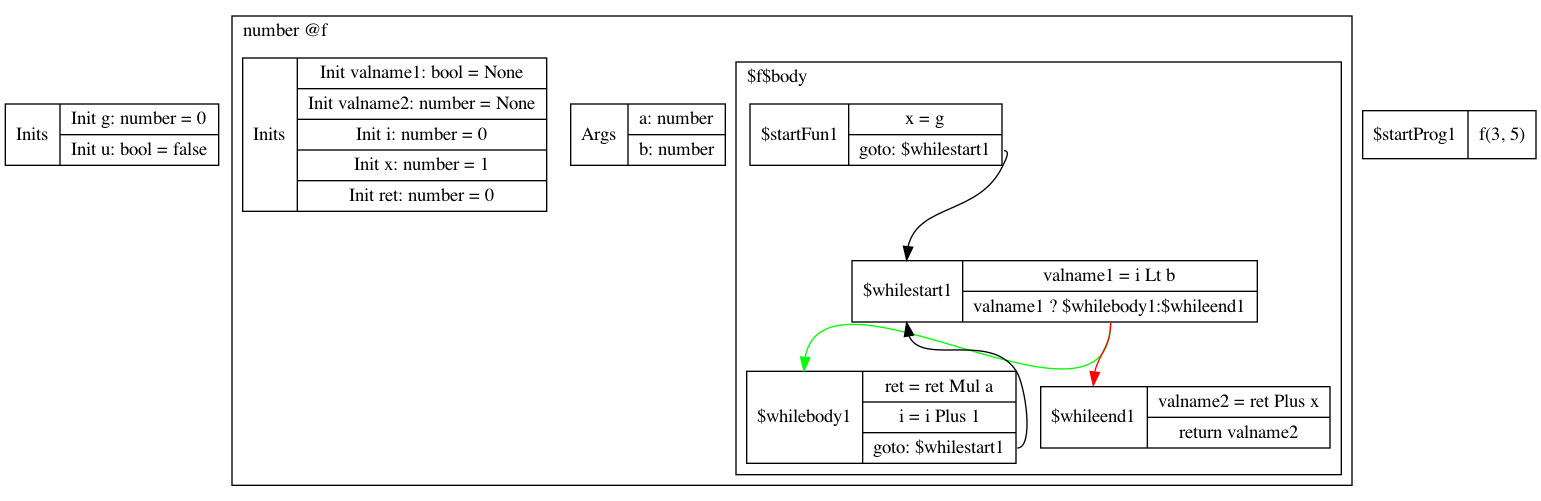 Inits
Init g: number = 0
Init u: bool = false
number @f
Inits
Init valname1: bool = None
Init valname2: number = None
Init i: number = 0
Init x: number = 1
Init ret: number = 0
Args
a: number
b: number
$f$body
$startFun1
x = g
goto: $whilestart1
$whilestart1
valname1 = i Lt b
valname1 ? $whilebody1:$whileend1
$whilebody1
ret = ret Mul a
i = i Plus 1
goto: $whilestart1
$whileend1
valname2 = ret Plus x
return valname2
$startProg1
f(3, 5)